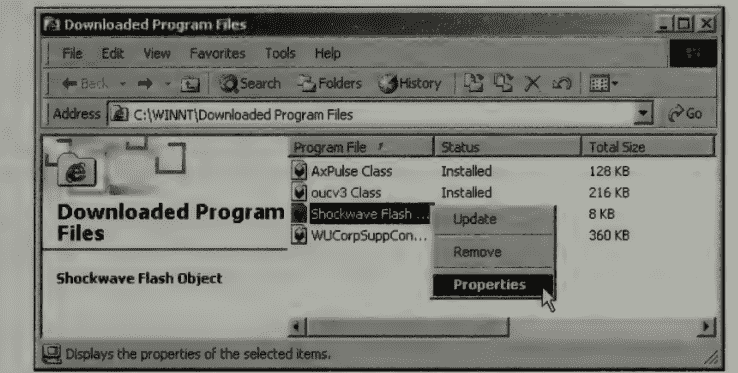 Downloaded Program Files
File Edit View Favorites Tools Help
Back Search Folders History
Address C:\WINNT\Downloaded Program Files Go
Program File Status Total Size
AxPulse Class Installed 128 KB
oucv3 Class Installed 216 KB
Shockwave Flash ... 8 KB
WUCorpSuppCon... 360 KB
Update
Remove
Properties
Downloaded Program
Files
Shockwave Flash Object
Displays the properties of the selected items.